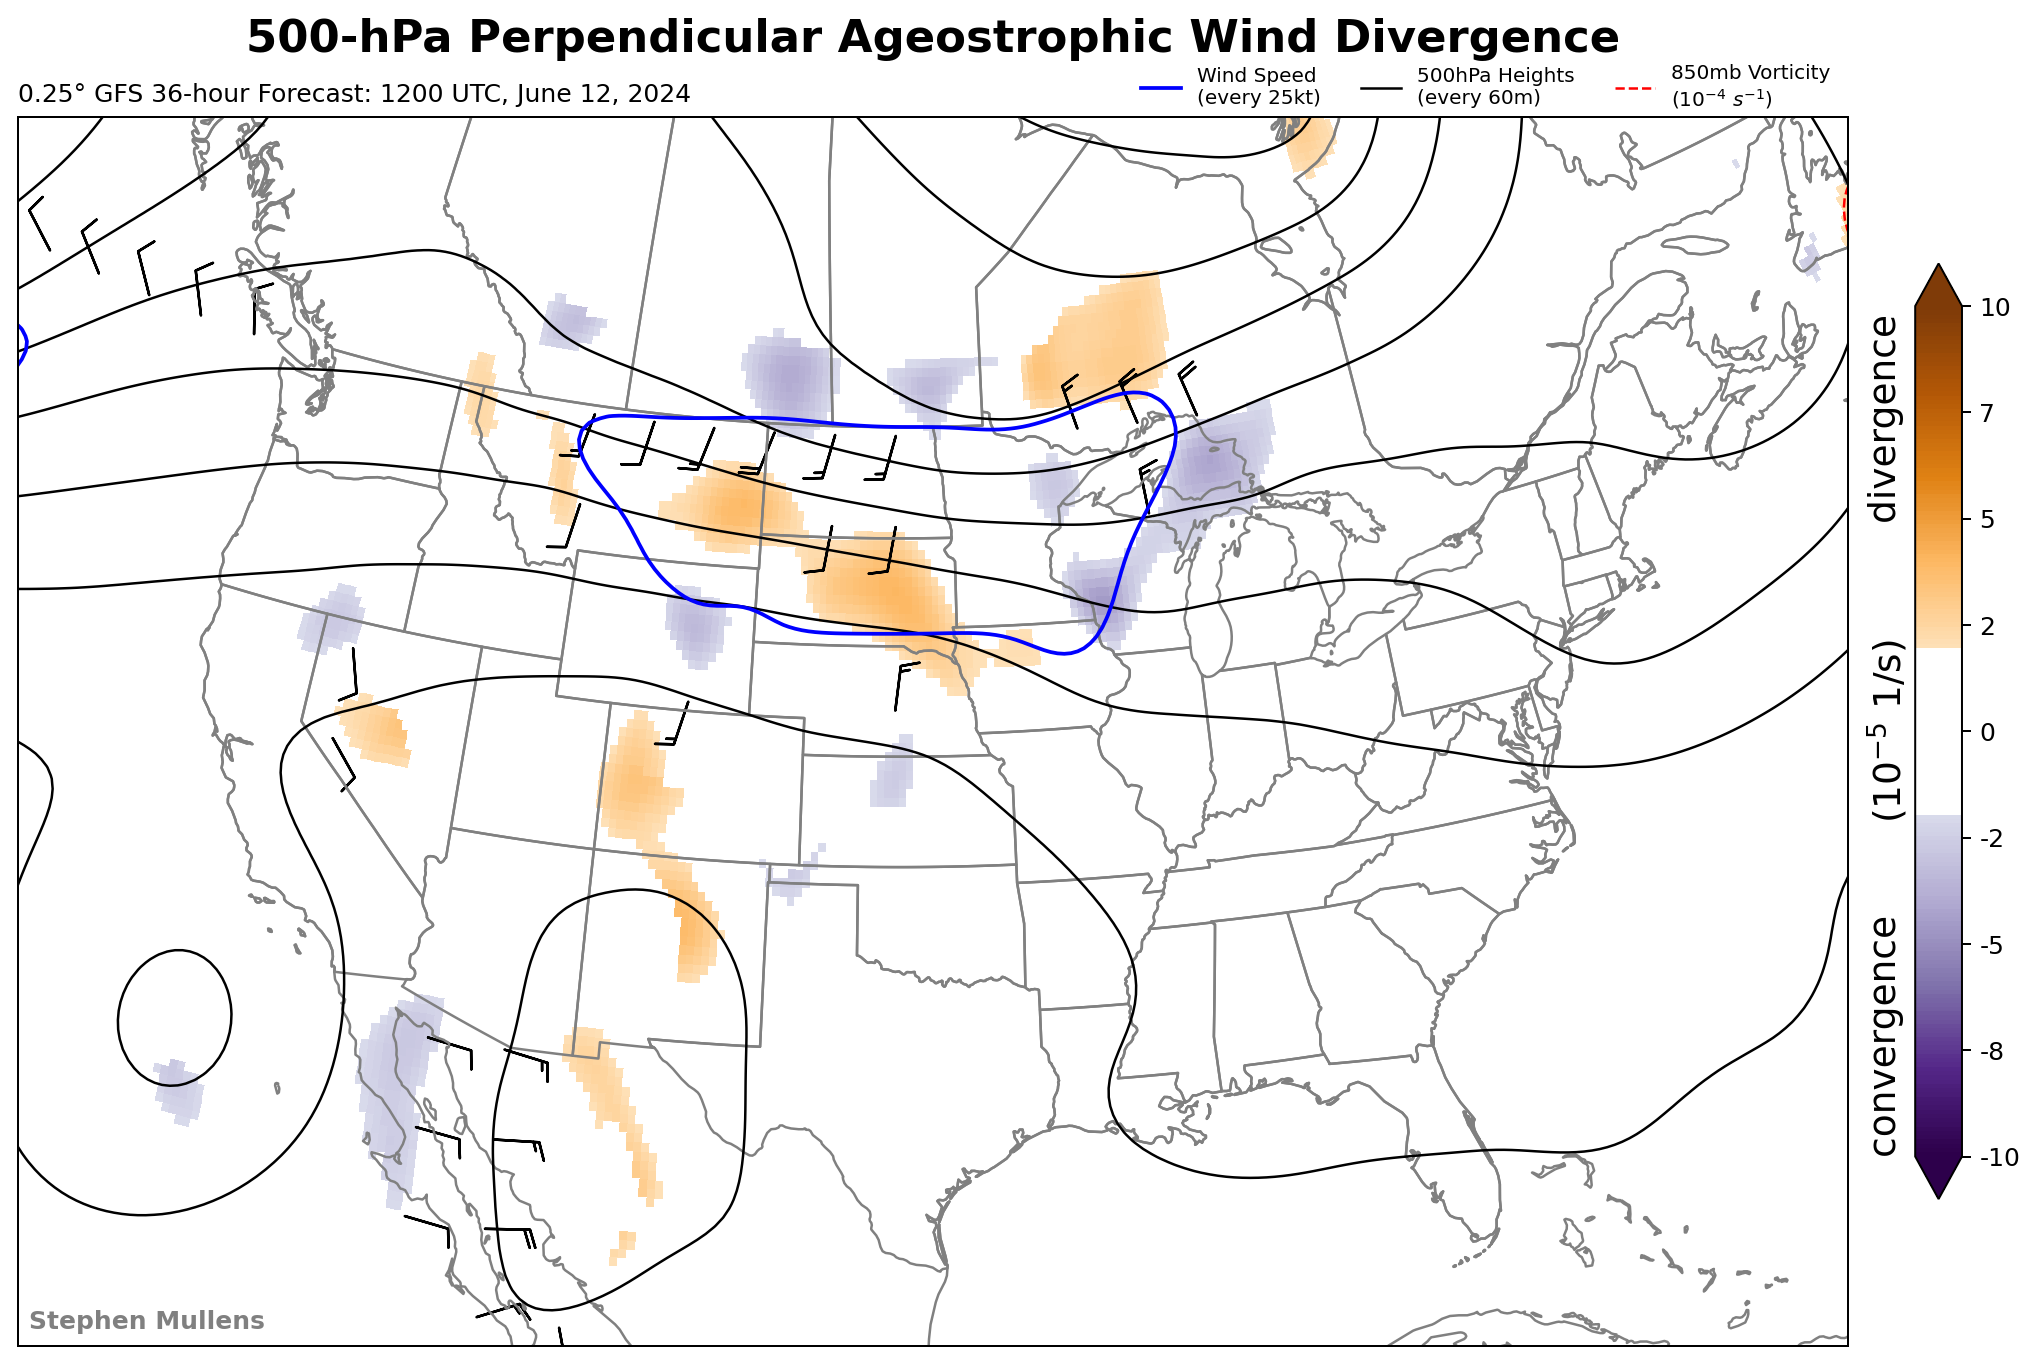 500-hPa Perpendicular Ageostrophic Wind Divergence
0.25° GFS 36-hour Forecast: 1200 UTC, June 12, 2024
Wind Speed
(every 25kt)
500hPa Heights
(every 60m)
850mb Vorticity
(10⁻⁴ s⁻¹)
10
7
5
2
0
-2
-5
-8
-10
convergence (10⁻⁵ 1/s) divergence
Stephen Mullens